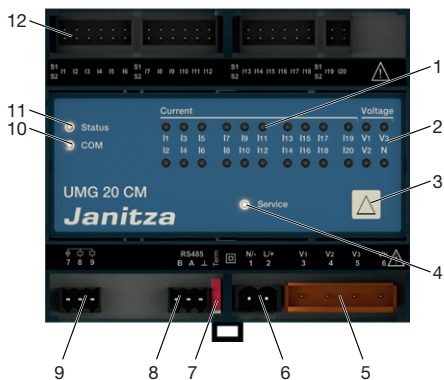 12
S1 I1 I2 I3 I4 I5 I6 S1 I7 I8 I9 I10 I11 I12 S1 I13 I14 I15 I16 I17 I18 S1 I19 I20
S2 S2 S2 S2
1
11 Status
10 COM
Current Voltage
I1 I3 I5 I7 I9 I11 I13 I15 I17 I19 V1 V3
I2 I4 I6 I8 I10 I12 I14 I16 I18 I20 V2 N
2
3
UMG 20 CM
Janitza
Service
4
RS485 Term N/- L/+ V1 V2 V3
7 8 9 B A 1 2 3 4 5 6
9 8 7 6 5